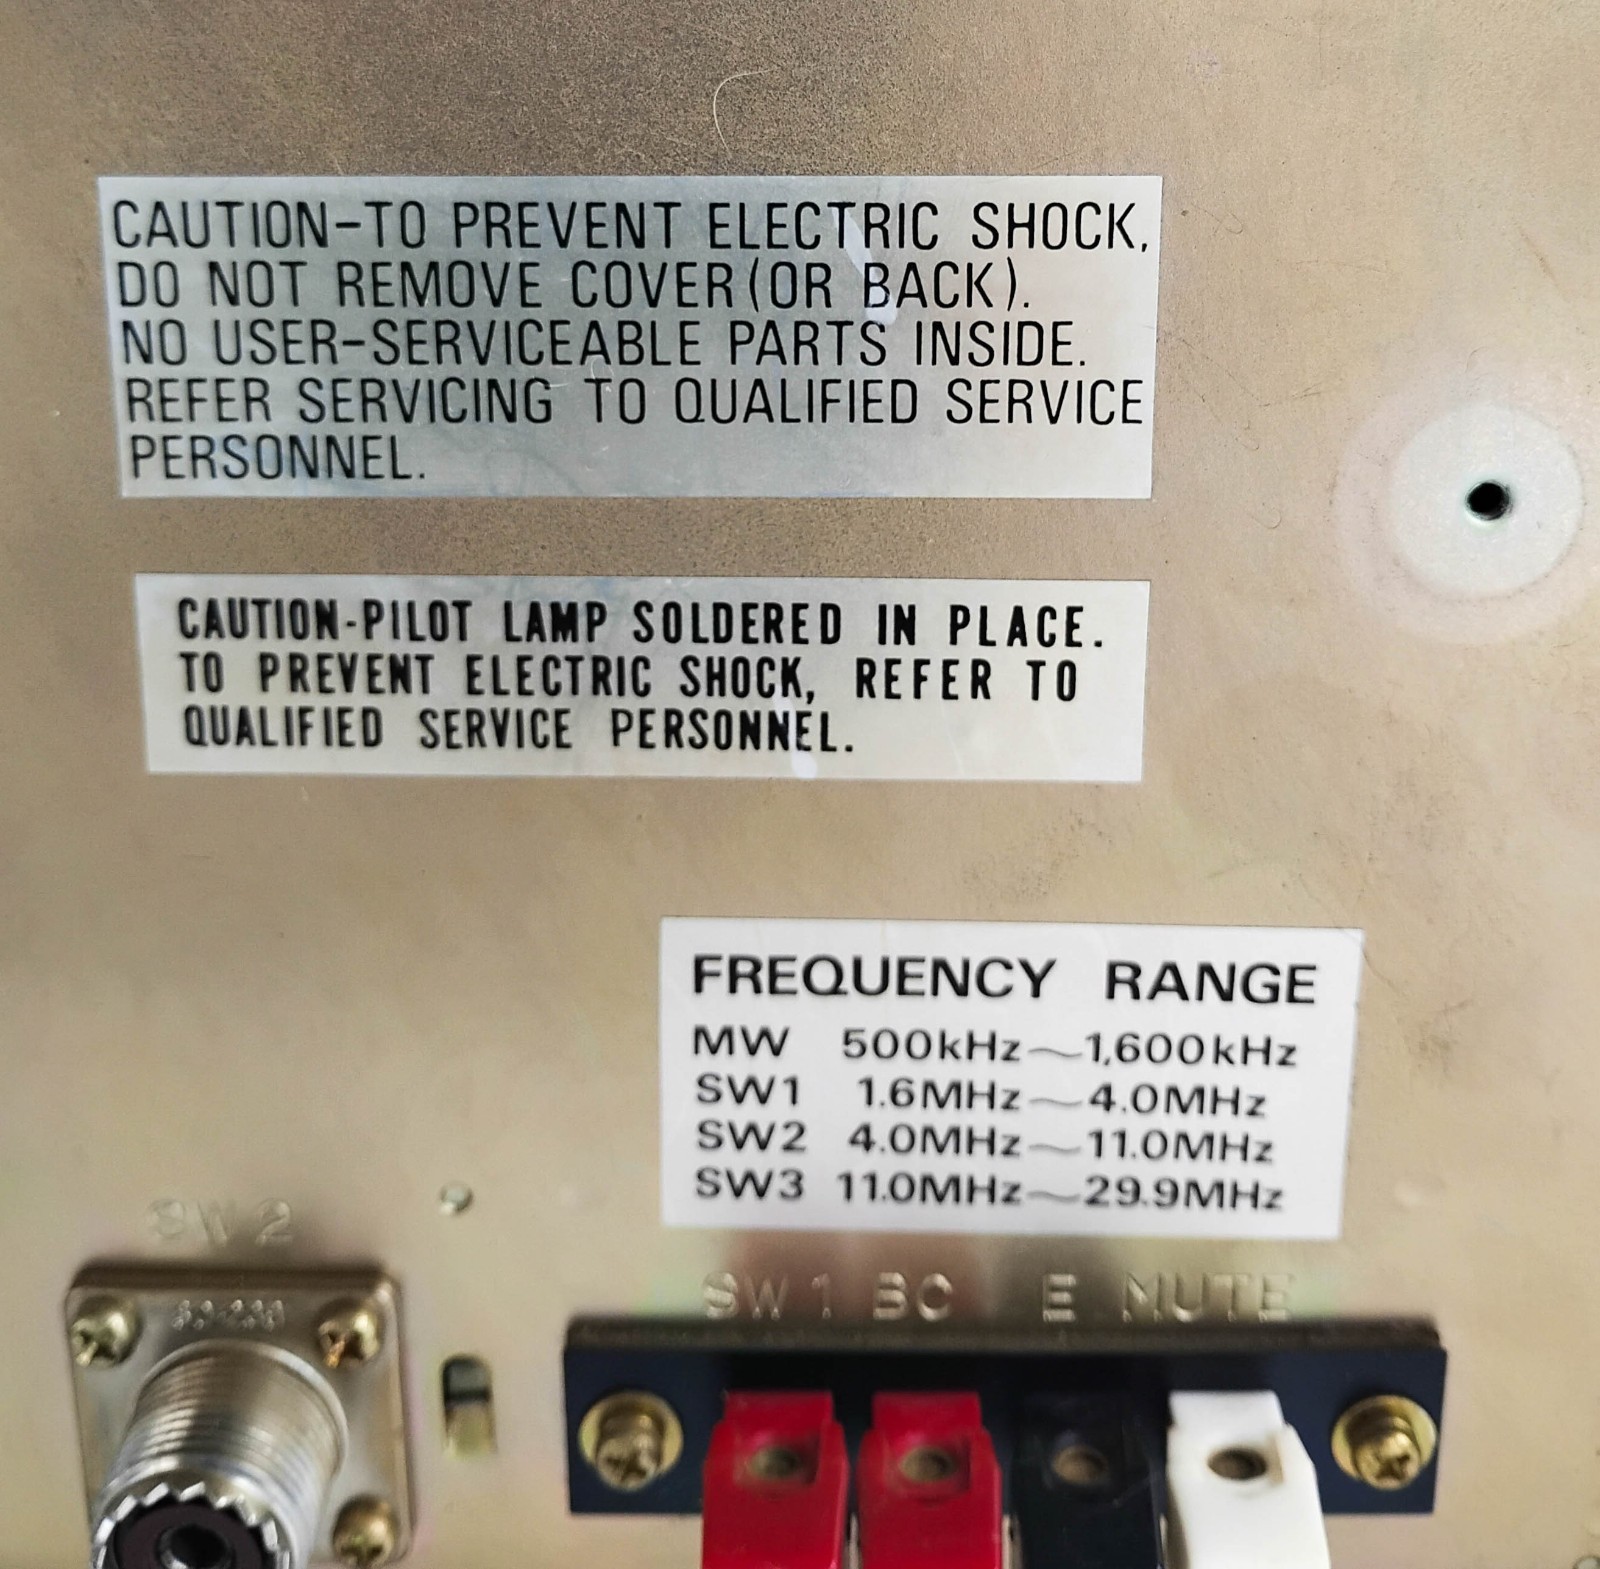 CAUTION-TO PREVENT ELECTRIC SHOCK,
DO NOT REMOVE COVER (OR BACK).
NO USER-SERVICEABLE PARTS INSIDE.
REFER SERVICING TO QUALIFIED SERVICE
PERSONNEL.
CAUTION-PILOT LAMP SOLDERED IN PLACE.
TO PREVENT ELECTRIC SHOCK, REFER TO
QUALIFIED SERVICE PERSONNEL.
FREQUENCY RANGE
MW 500kHz~1,600kHz
SW1 1.6MHz~4.0MHz
SW2 4.0MHz~11.0MHz
SW3 11.0MHz~29.9MHz
SW 2
SW 1 BC E MUTE